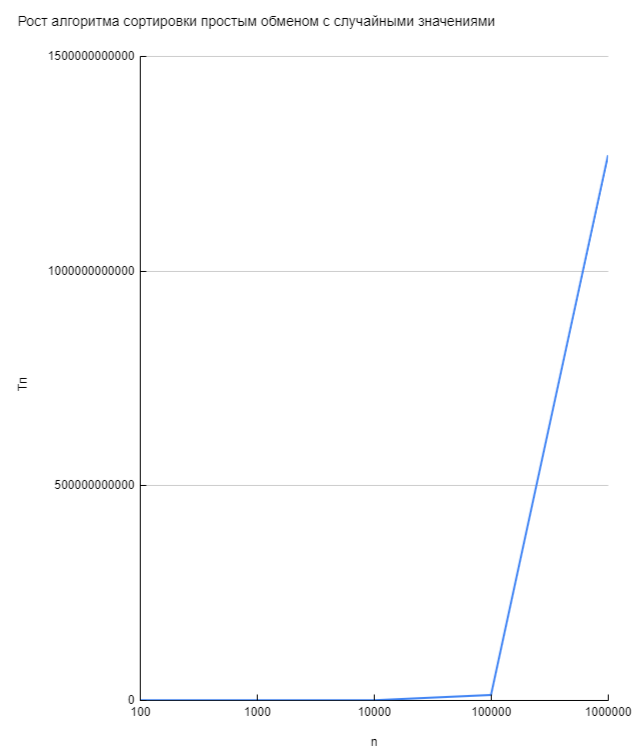 Рост алгоритма сортировки простым обменом с случайными значениями
1500000000000
1000000000000
Tn
500000000000
0
100 1000 10000 100000 1000000
n